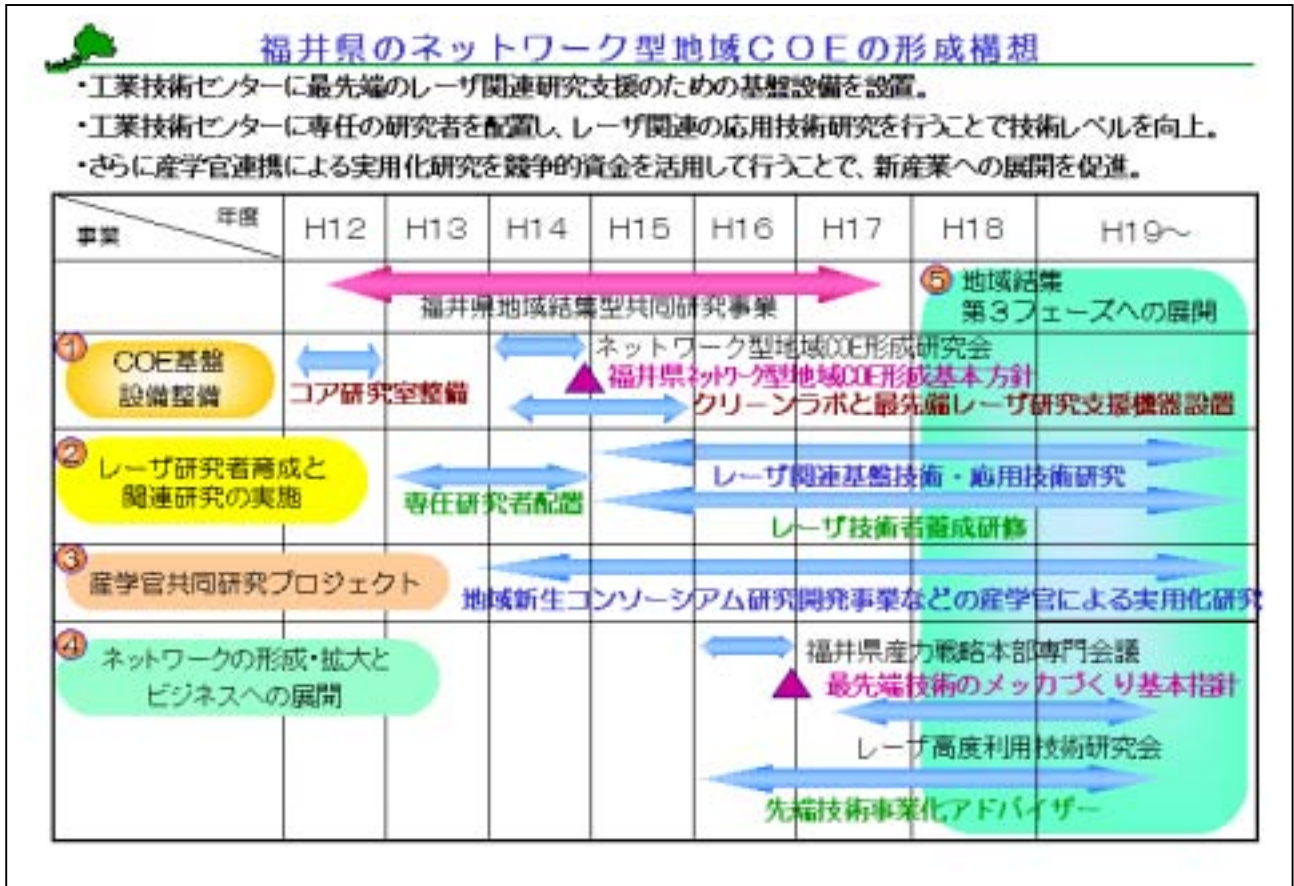 福井県のネットワーク型地域COEの形成構想
・工業技術センターに最先端のレーザ関連研究支援のための基盤設備を設置。
・工業技術センターに専任の研究者を配置し、レーザ関連の応用技術研究を行うことで技術レベルを向上。
・さらに産学官連携による実用化研究を競争的資金を活用して行うことで、新産業への展開を促進。
年度
事業
H12 H13 H14 H15 H16 H17 H18 H19～
福井県地域結集型共同研究事業
⑤ 地域結集
第3フェーズへの展開
①
COE基盤
設備整備
コア研究室整備
ネットワーク型地域COE形成研究会
福井県ネットワーク型地域COE形成基本方針
クリーンラボと最先端レーザ研究支援機器設置
②
レーザ研究者育成と
関連研究の実施
専任研究者配置
レーザ関連基盤技術・応用技術研究
レーザ技術者養成研修
③
産学官共同研究プロジェクト
地域新生コンソーシアム研究開発事業などの産学官による実用化研究
④
ネットワークの形成・拡大と
ビジネスへの展開
福井県産力戦略本部専門会議
最先端技術のメッカづくり基本指針
レーザ高度利用技術研究会
先端技術事業化アドバイザー